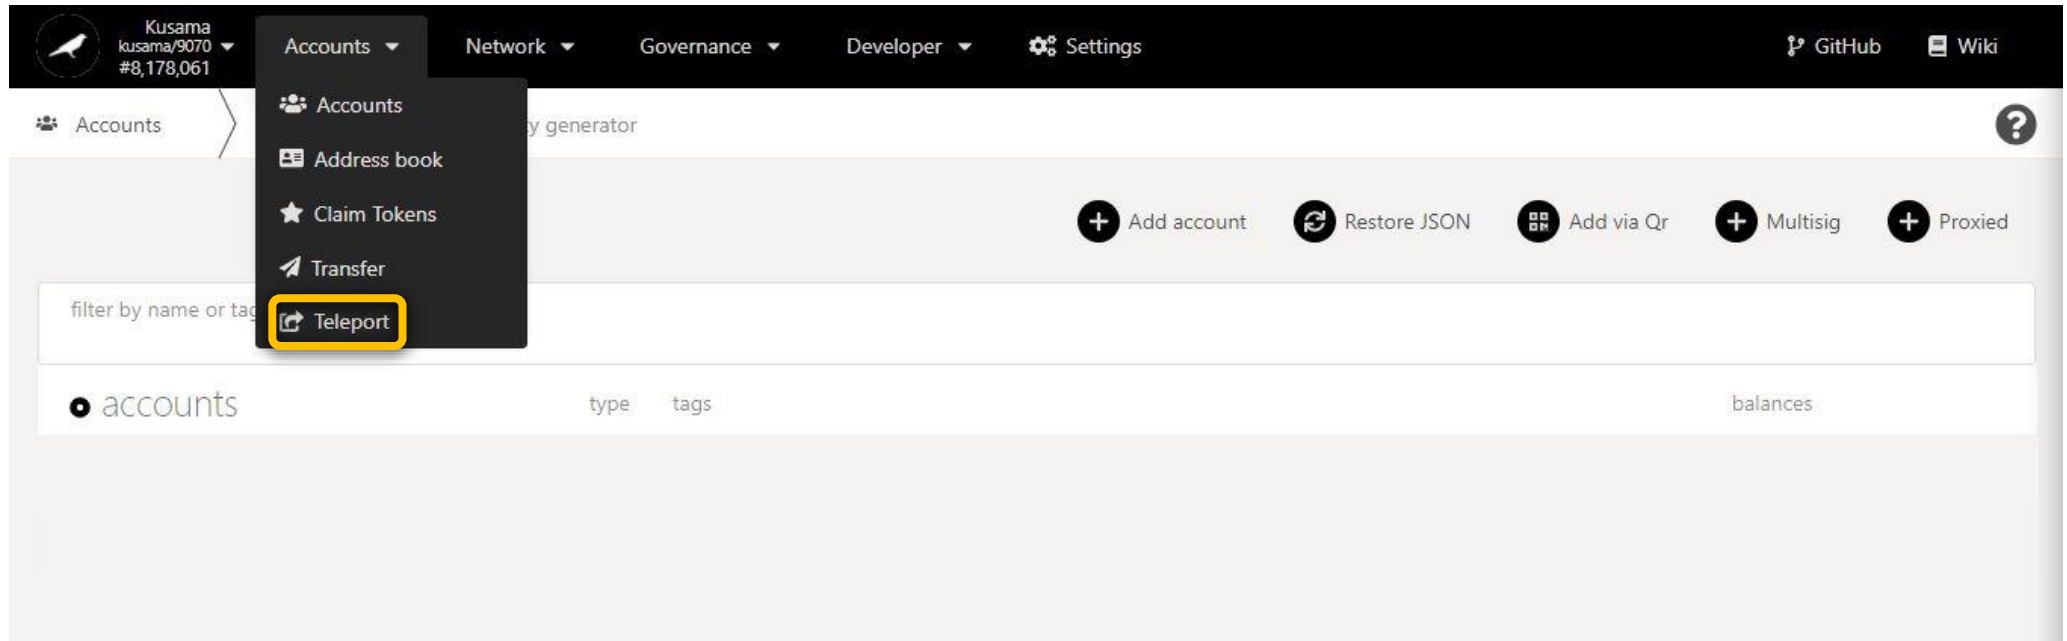 Kusama
kusama/9070
#8,178,061
Accounts
Network
Governance
Developer
Settings
GitHub
Wiki
Accounts
Accounts
generator
Address book
Claim Tokens
Transfer
Teleport
Add account
Restore JSON
Add via Qr
Multisig
Proxied
filter by name or
accounts
type
tags
balances